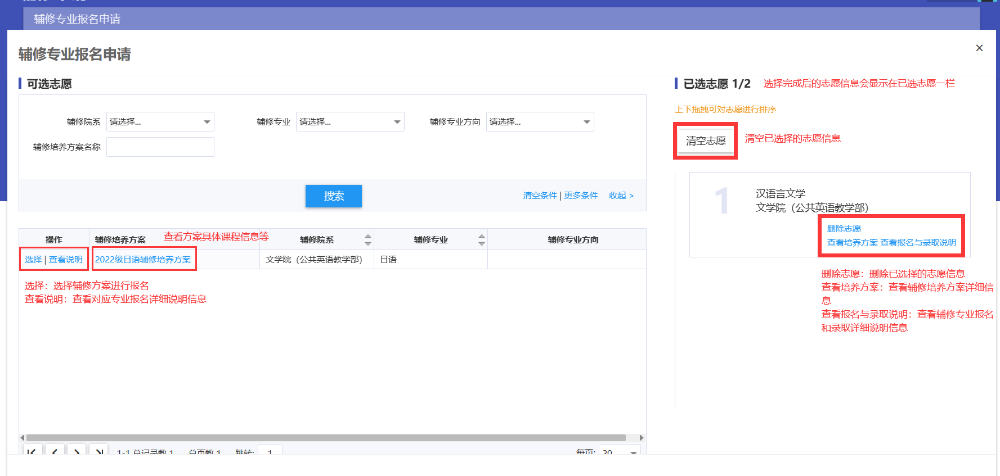 辅修专业报名申请
辅修专业报名申请
×
可选志愿
辅修院系 请选择... 辅修专业 请选择... 辅修专业方向 请选择...
辅修培养方案名称
搜索
清空条件 | 更多条件 收起 >
操作 辅修培养方案 查看方案具体课程信息等 辅修院系 辅修专业 辅修专业方向
选择 | 查看说明 2022级日语辅修培养方案 文学院（公共英语教学部） 日语
选择：选择辅修方案进行报名
查看说明：查看对应专业报名详细说明信息
1-1 总记录数 1 总页数 1 跳转: 1 每页: 20
已选志愿 1/2 选择完成后的志愿信息会显示在已选志愿一栏
上下拖拽可对志愿进行排序
清空志愿 清空已选择的志愿信息
1
汉语言文学
文学院（公共英语教学部）
删除志愿
查看培养方案 查看报名与录取说明
删除志愿：删除已选择的志愿信息
查看培养方案：查看辅修培养方案详细信
息
查看报名与录取说明：查看辅修专业报名
和录取详细说明信息